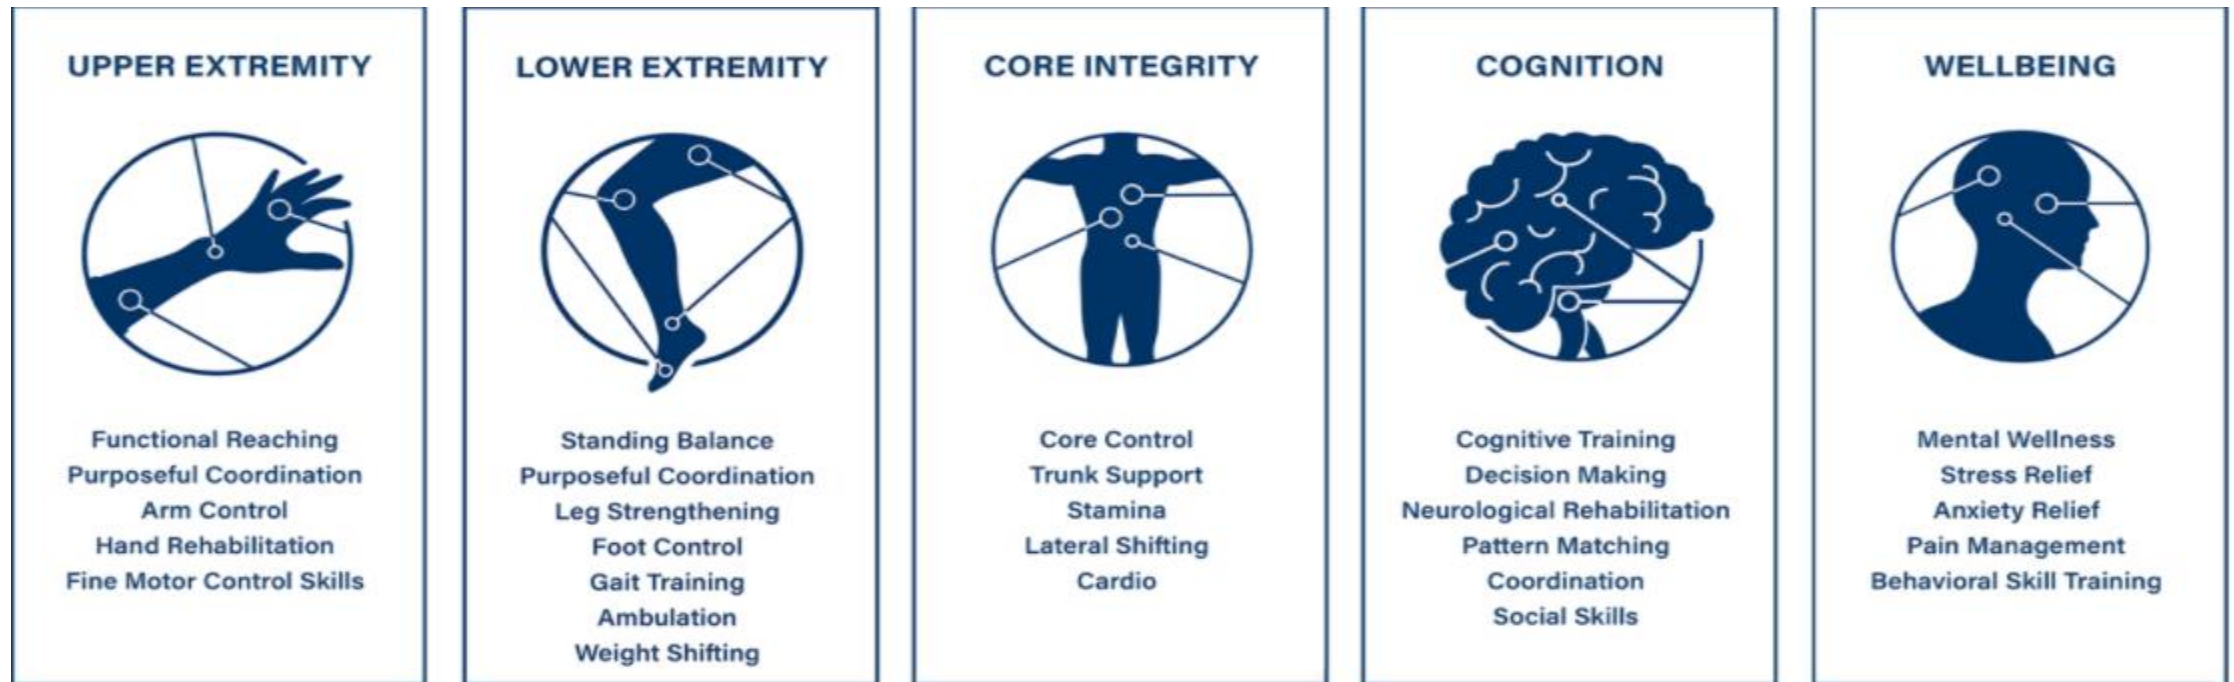 UPPER EXTREMITY
Functional Reaching
Purposeful Coordination
Arm Control
Hand Rehabilitation
Fine Motor Control Skills
LOWER EXTREMITY
Standing Balance
Purposeful Coordination
Leg Strengthening
Foot Control
Gait Training
Ambulation
Weight Shifting
CORE INTEGRITY
Core Control
Trunk Support
Stamina
Lateral Shifting
Cardio
COGNITION
Cognitive Training
Decision Making
Neurological Rehabilitation
Pattern Matching
Coordination
Social Skills
WELLBEING
Mental Wellness
Stress Relief
Anxiety Relief
Pain Management
Behavioral Skill Training